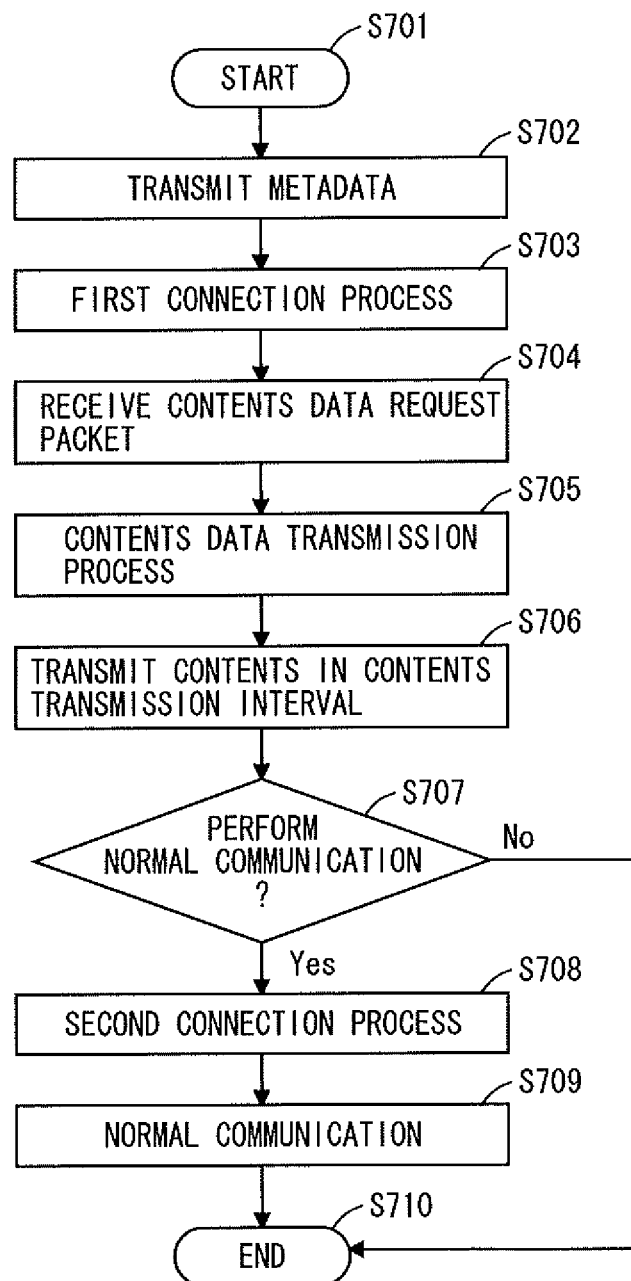 S701
START
S702
TRANSMIT METADATA
S703
FIRST CONNECTION PROCESS
S704
RECEIVE CONTENTS DATA REQUEST
PACKET
S705
CONTENTS DATA TRANSMISSION
PROCESS
S706
TRANSMIT CONTENTS IN CONTENTS
TRANSMISSION INTERVAL
S707
PERFORM
NORMAL COMMUNICATION
?
No
Yes
S708
SECOND CONNECTION PROCESS
S709
NORMAL COMMUNICATION
S710
END